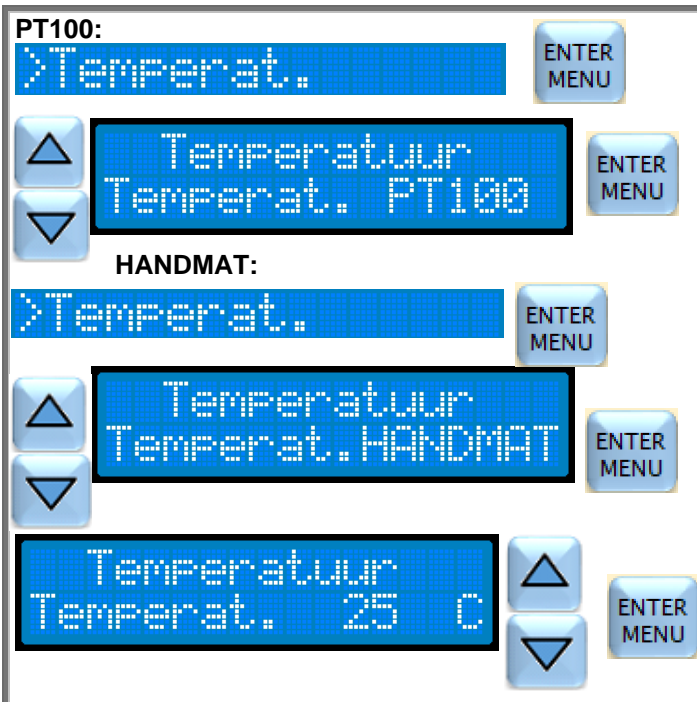 PT100:
>Temperat.
ENTER
MENU
Temperatuur
Temperat. PT100
ENTER
MENU
HANDMAT:
>Temperat.
ENTER
MENU
Temperatuur
Temperat.HANDMAT
ENTER
MENU
Temperatuur
Temperat. 25 C
ENTER
MENU